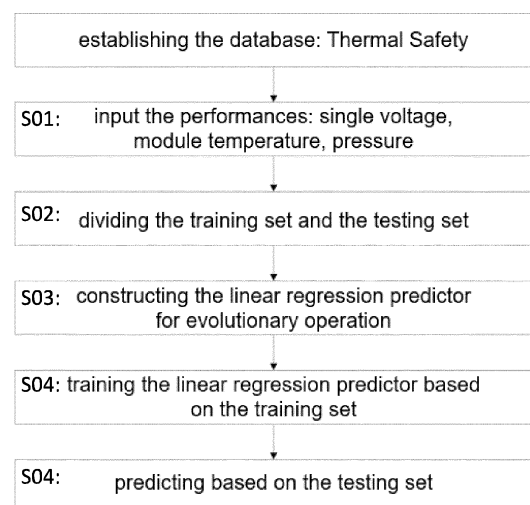 establishing the database: Thermal Safety
S01: input the performances: single voltage,
module temperature, pressure
S02: dividing the training set and the testing set
S03: constructing the linear regression predictor
for evolutionary operation
S04: training the linear regression predictor based
on the training set
S04: predicting based on the testing set